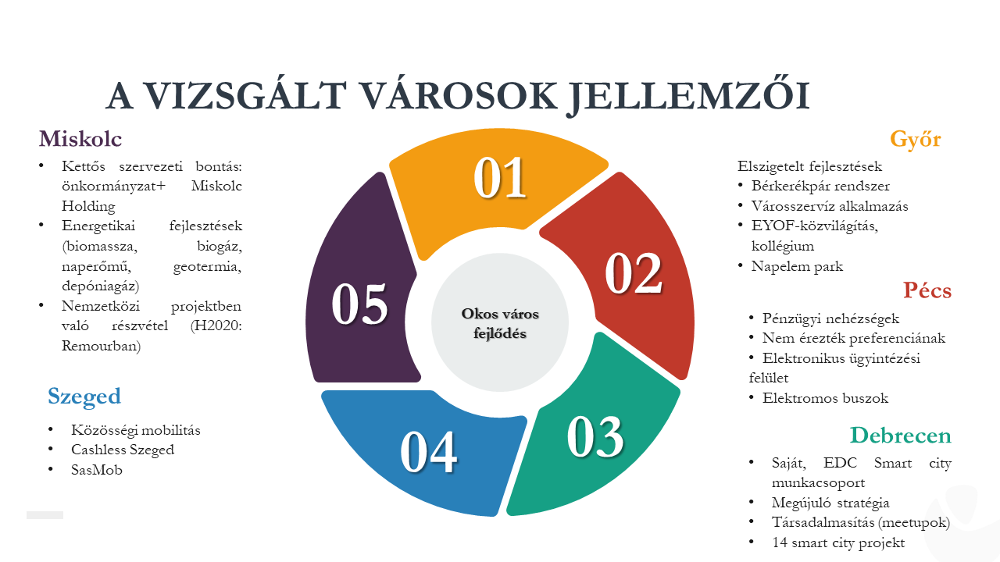 A VIZSGÁLT VÁROSOK JELLEMZŐI
Miskolc
• Kettős szervezeti bontás:
önkormányzat+ Miskolc
Holding
• Energetikai fejlesztések
(biomassza, biogáz,
naperőmű, geotermia,
depóniagáz)
• Nemzetközi projektben
való részvétel (H2020:
Remourban)
Szeged
• Közösségi mobilitás
• Cashless Szeged
• SasMob
01
02
03
04
05
Okos város
fejlődés
Győr
Elszigetelt fejlesztések
• Bérkerékpár rendszer
• Városszervíz alkalmazás
• EYOF-közvilágítás,
kollégium
• Napelem park
Pécs
• Pénzügyi nehézségek
• Nem érezték preferenciának
• Elektronikus ügyintézési
felület
• Elektromos buszok
Debrecen
• Saját, EDC Smart city
munkacsoport
• Megújuló stratégia
• Társadalmasítás (meetupok)
• 14 smart city projekt